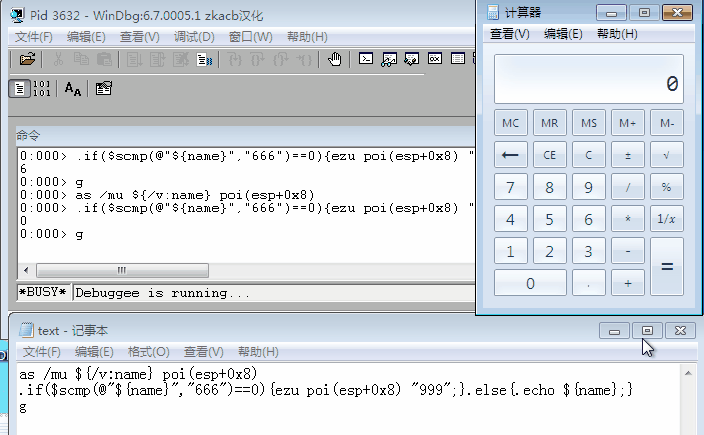 Pid 3632 - WinDbg:6.7.0005.1 zkacb汉化
文件(F) 编辑(E) 查看(V) 调试(D) 窗口(W) 帮助(H)
命令
0:000> .if($scmp(@"${name}","666")==0){ezu poi(esp+0x8) "
6
0:000> g
0:000> as /mu ${/v:name} poi(esp+0x8)
0:000> .if($scmp(@"${name}","666")==0){ezu poi(esp+0x8) "
0
0:000> g
*BUSY* Debuggee is running...
计算器
查看(V) 编辑(E) 帮助(H)
0
MC MR MS M+ M-
← CE C ± √
7 8 9 / %
4 5 6 * 1/x
1 2 3 - =
0 . +
text - 记事本
文件(F) 编辑(E) 格式(O) 查看(V) 帮助(H)
as /mu ${/v:name} poi(esp+0x8)
.if($scmp(@"${name}","666")==0){ezu poi(esp+0x8) "999";}.else{.echo ${name};}
g